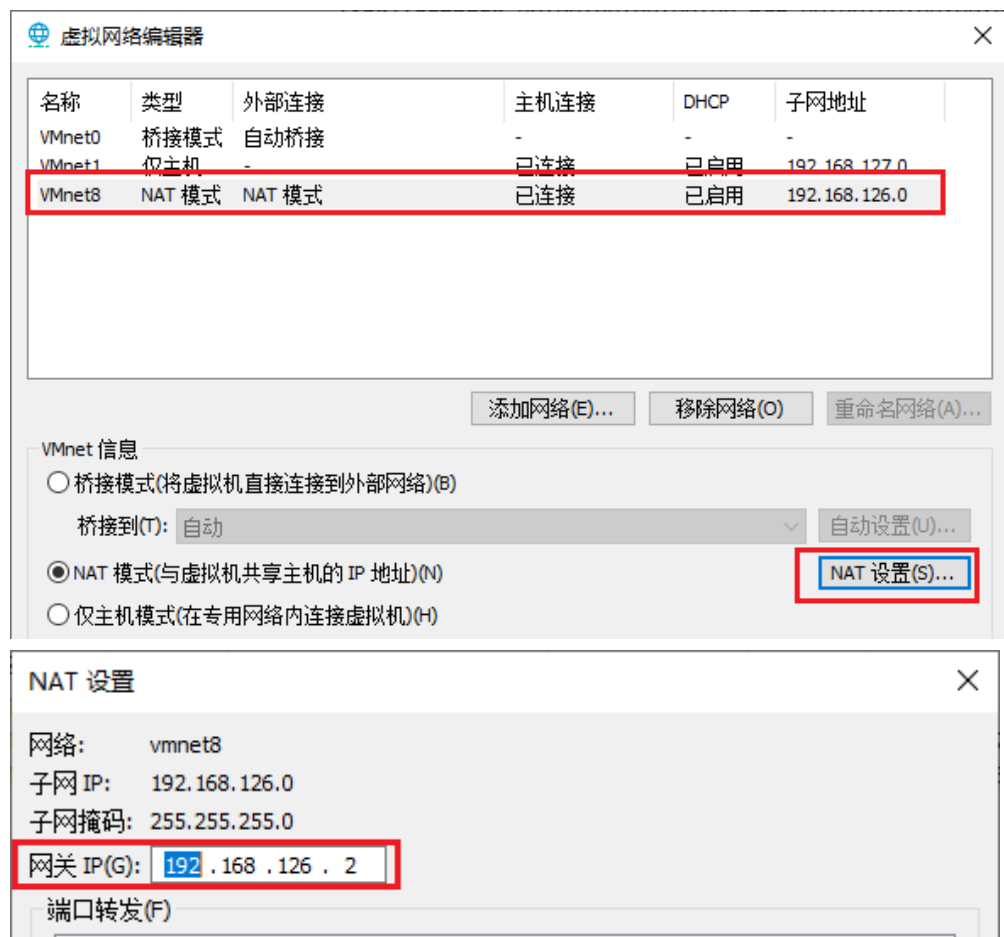 虚拟网络编辑器
名称 类型 外部连接 主机连接 DHCP 子网地址
VMnet0 桥接模式 自动桥接 - - -
VMnet1 仅主机... - 已连接 已启用 192.168.127.0
VMnet8 NAT 模式 NAT 模式 已连接 已启用 192.168.126.0
添加网络(E)... 移除网络(O) 重命名网络(A)...
VMnet 信息
桥接模式(将虚拟机直接连接到外部网络)(B)
桥接到(T): 自动 自动设置(U)...
NAT 模式(与虚拟机共享主机的 IP 地址)(N) NAT 设置(S)...
仅主机模式(在专用网络内连接虚拟机)(H)
NAT 设置
网络: vmnet8
子网 IP: 192.168.126.0
子网掩码: 255.255.255.0
网关 IP(G): 192 . 168 . 126 . 2
端口转发(F)